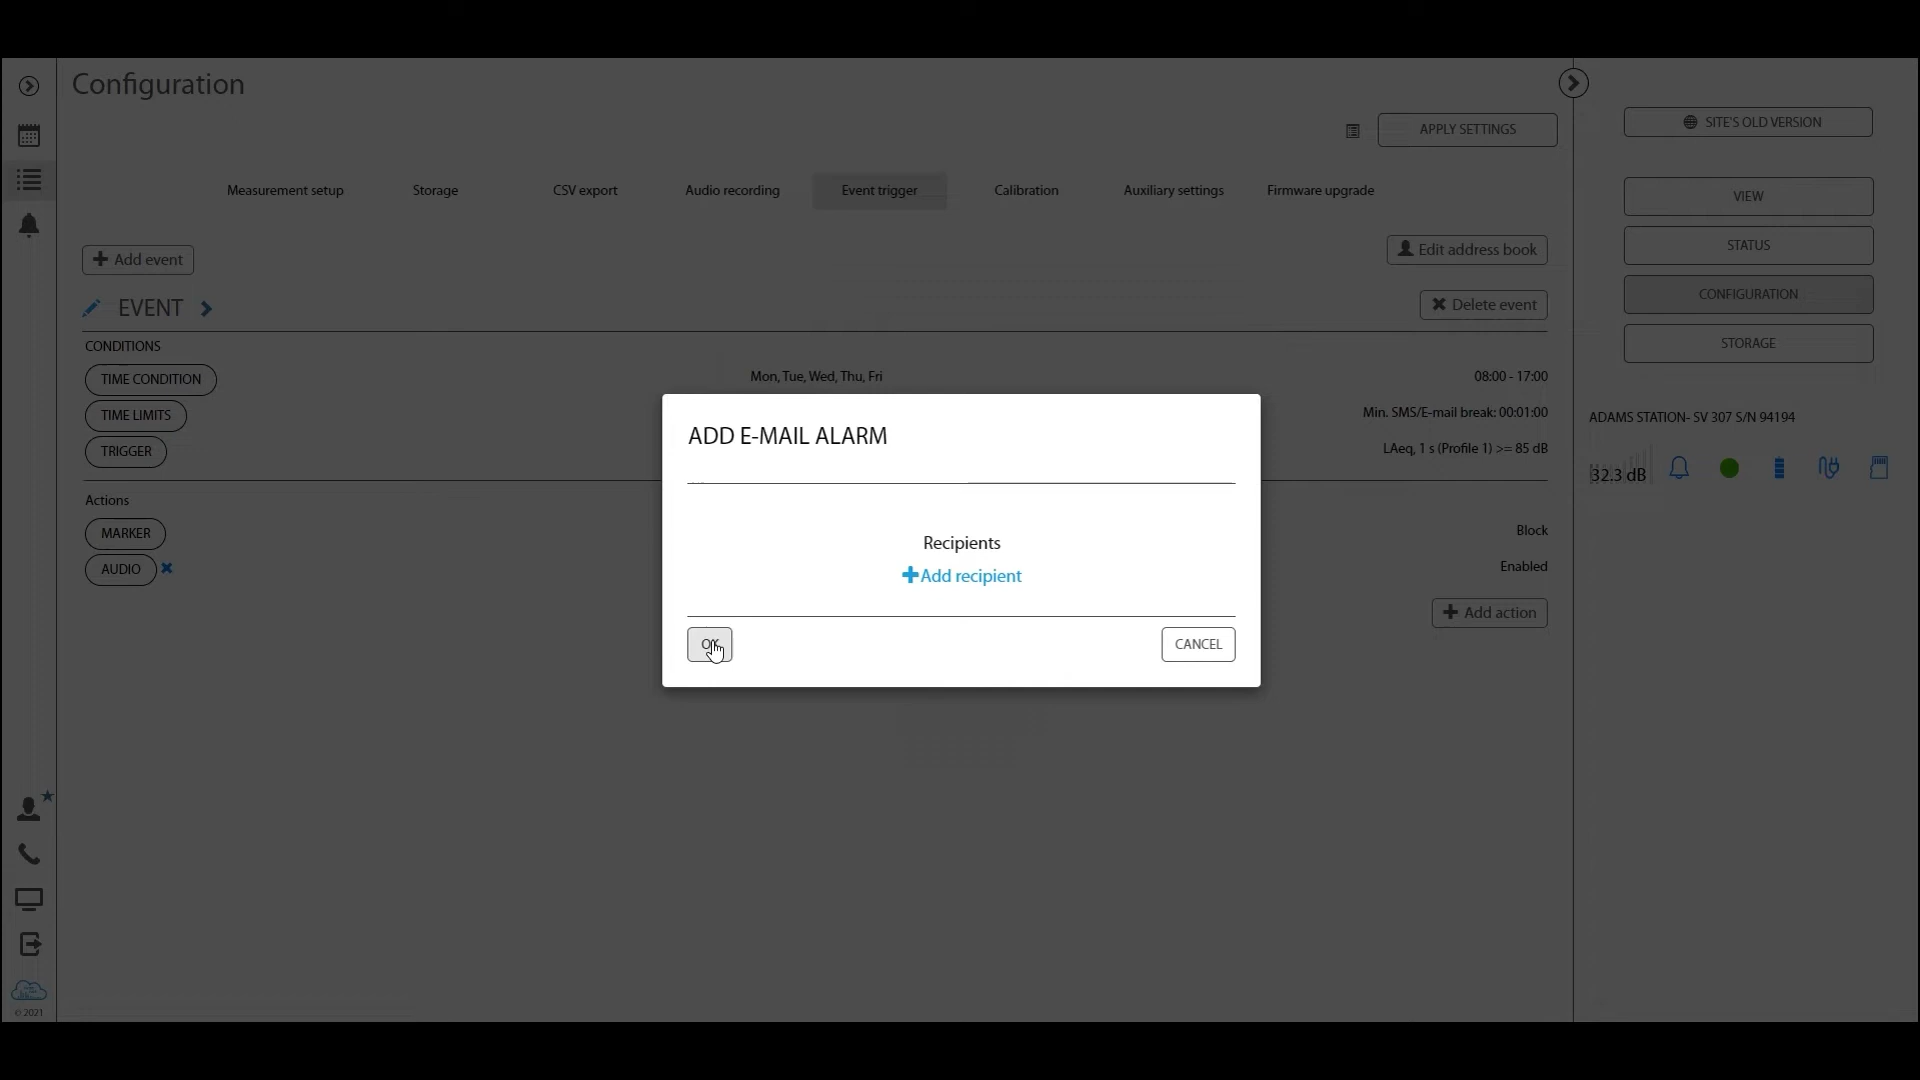 Configuration
SITE'S OLD VERSION
APPLY SETTINGS
Measurement setup
Storage
CSV export
Audio recording
Event trigger
Calibration
Auxiliary settings
Firmware upgrade
VIEW
STATUS
CONFIGURATION
STORAGE
Add event
Edit address book
EVENT
Delete event
CONDITIONS
TIME CONDITION
Mon, Tue, Wed, Thu, Fri
08:00 - 17:00
TIME LIMITS
Min. SMS/E-mail break: 00:01:00
TRIGGER
LAeq, 1 s (Profile 1) >= 85 dB
ADAMS STATION- SV 307 S/N 94194
32.3 dB
ADD E-MAIL ALARM
Actions
MARKER
Block
AUDIO
Enabled
Add action
Recipients
Add recipient
OK
CANCEL
© 2021